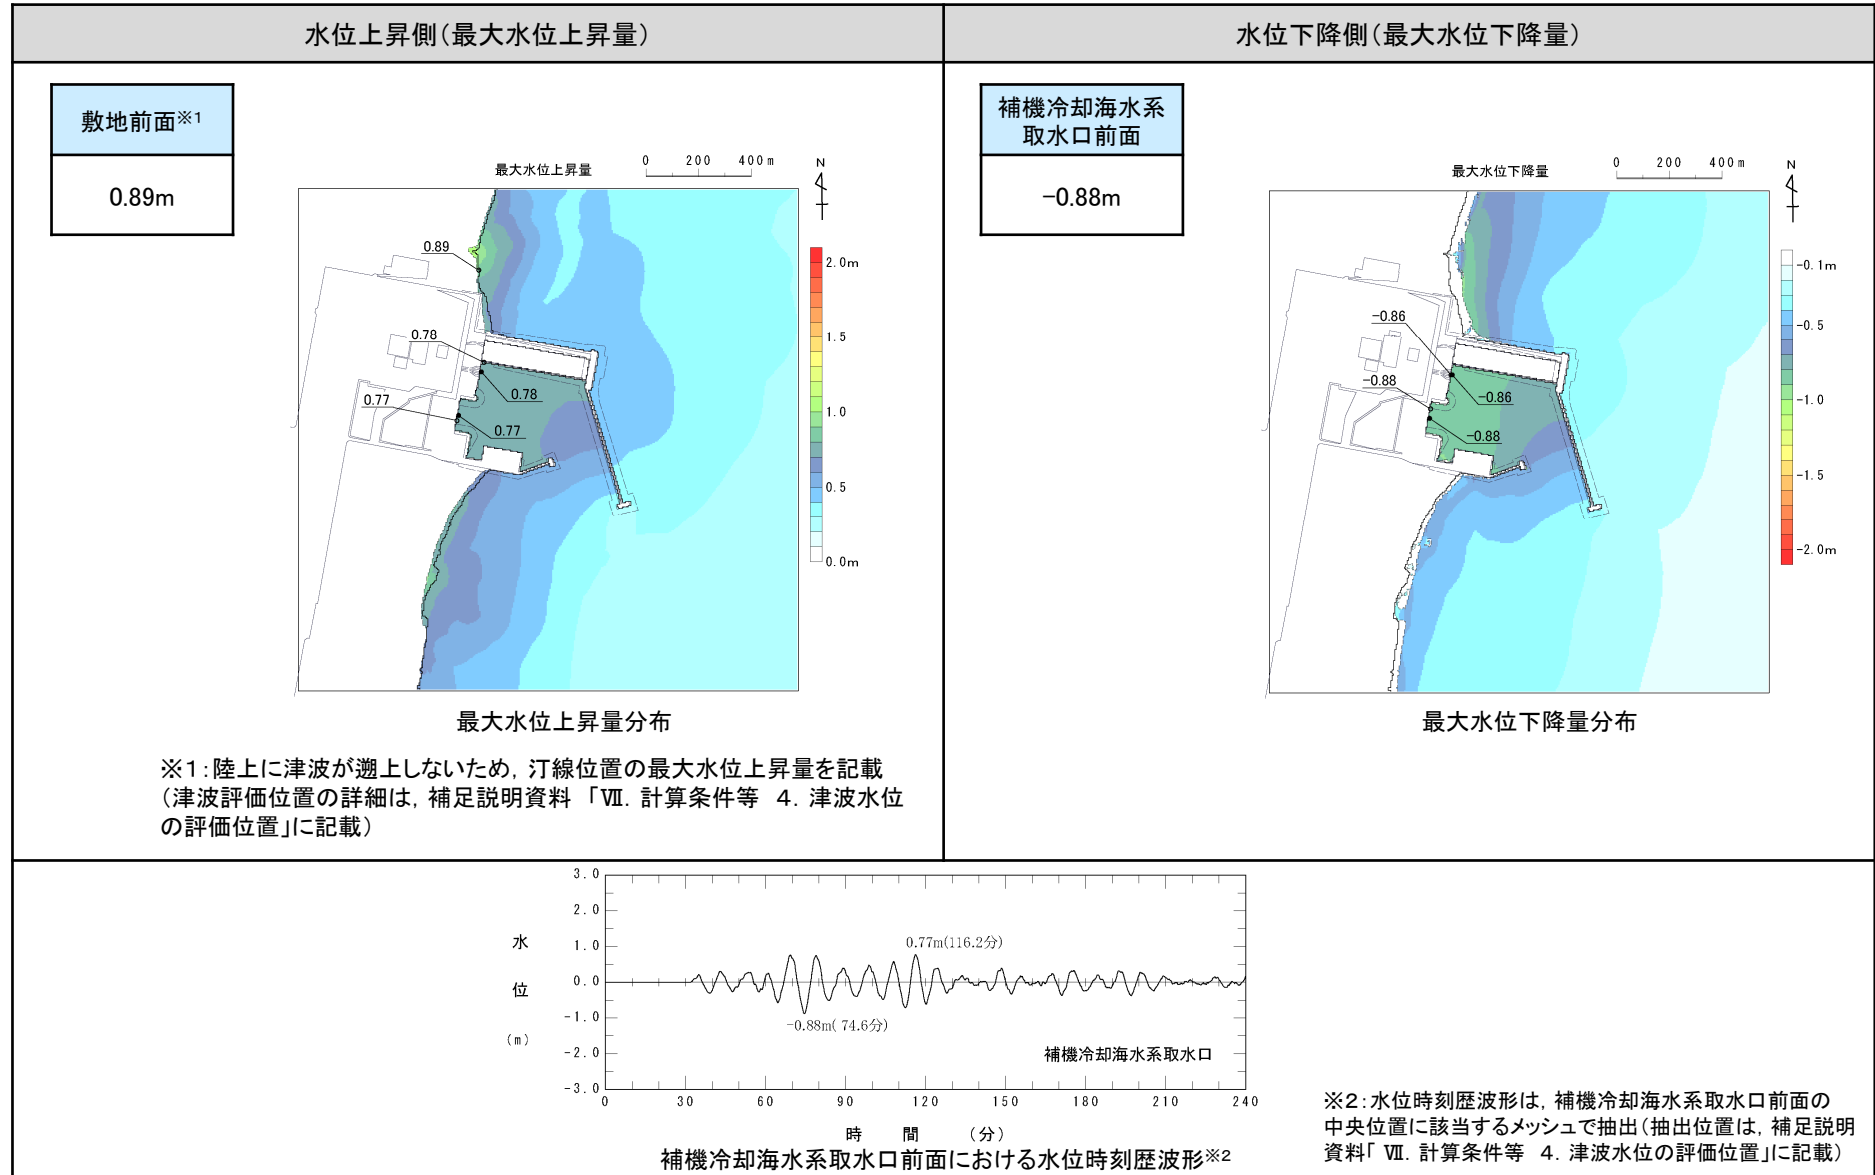 水位上昇側（最大水位上昇量）
水位下降側（最大水位下降量）
敷地前面※1
0.89m
最大水位上昇量
0 200 400m
N
0.89
0.78
0.78
0.77
0.77
2.0m
1.5
1.0
0.5
0.0m
最大水位上昇量分布
※1：陸上に津波が遡上しないため，汀線位置の最大水位上昇量を記載
（津波評価位置の詳細は，補足説明資料 「Ⅶ．計算条件等 4．津波水位
の評価位置」に記載）
補機冷却海水系
取水口前面
−0.88m
最大水位下降量
0 200 400m
N
−0.86
−0.86
−0.88
−0.88
−0.1m
−0.5
−1.0
−1.5
−2.0m
最大水位下降量分布
3.0
2.0
1.0
0.0
−1.0
−2.0
−3.0
水
位
(m)
0.77m(116.2分)
−0.88m( 74.6分)
補機冷却海水系取水口
0 30 60 90 120 150 180 210 240
時 間 （分）
補機冷却海水系取水口前面における水位時刻歴波形※2
※2：水位時刻歴波形は，補機冷却海水系取水口前面の
中央位置に該当するメッシュで抽出（抽出位置は，補足説明
資料「Ⅶ．計算条件等 4．津波水位の評価位置」に記載）